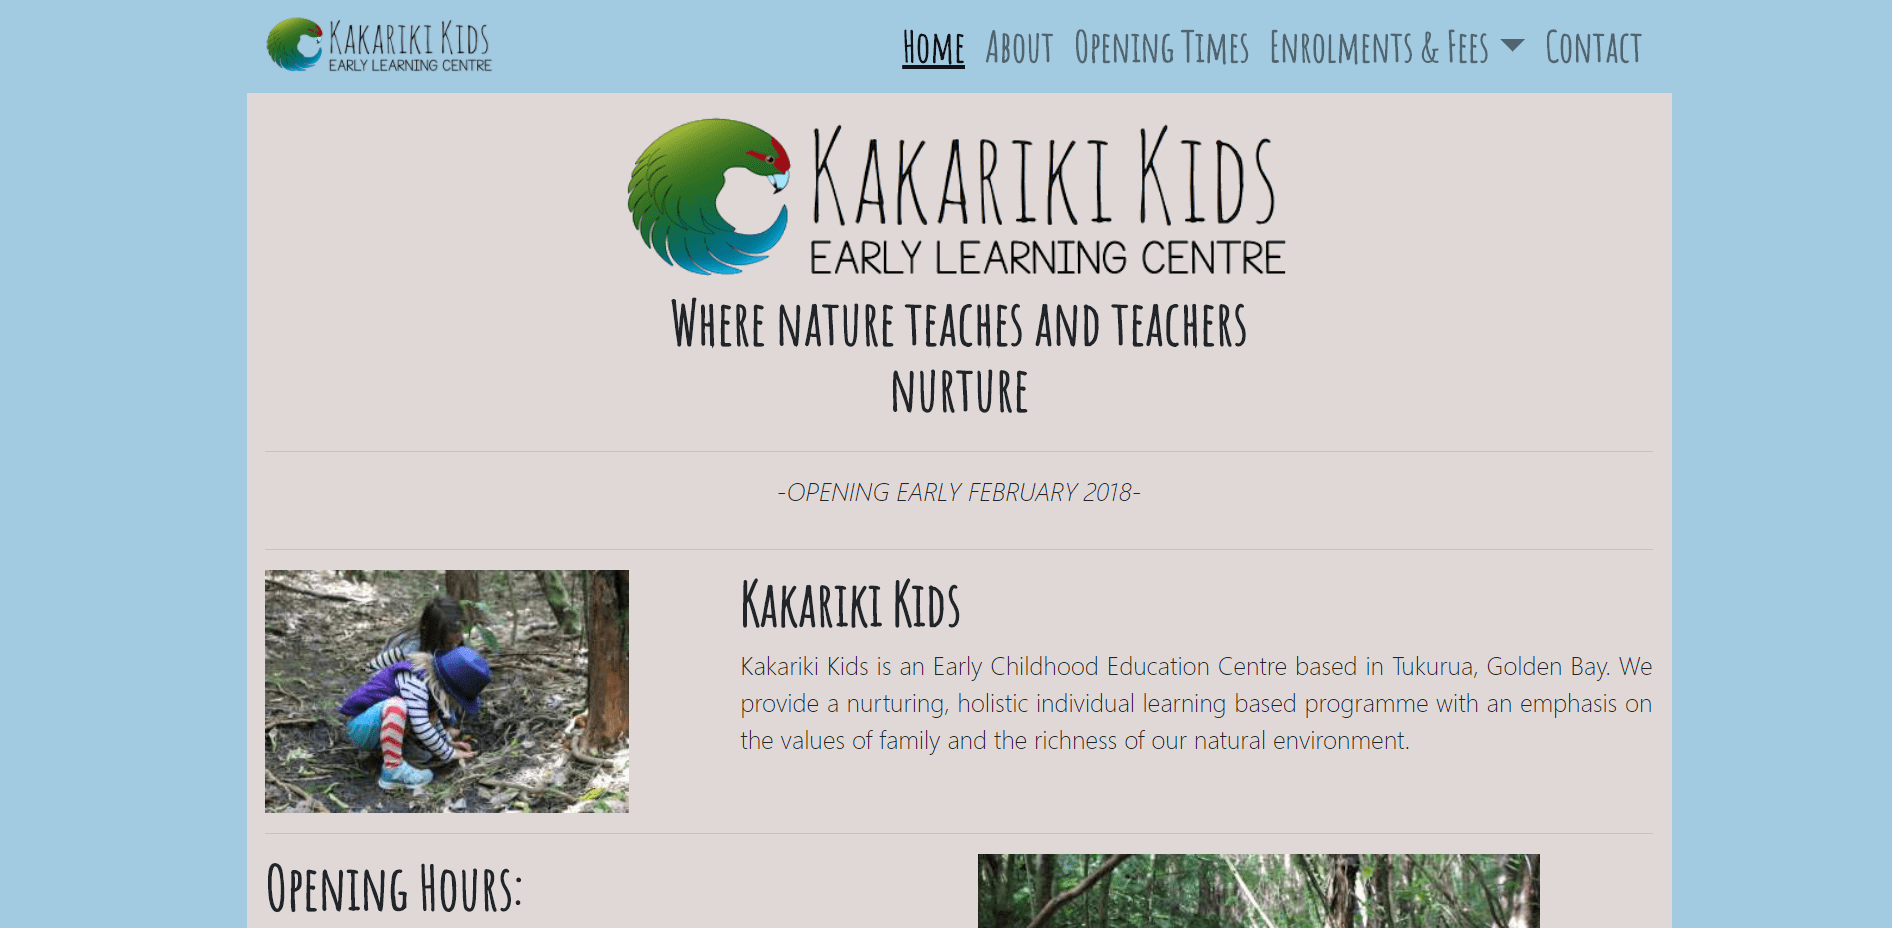 KAKARIKI KIDS
EARLY LEARNING CENTRE
HOME ABOUT OPENING TIMES ENROLMENTS & FEES CONTACT
KAKARIKI KIDS
EARLY LEARNING CENTRE
WHERE NATURE TEACHES AND TEACHERS
NURTURE
-OPENING EARLY FEBRUARY 2018-
KAKARIKI KIDS
Kakariki Kids is an Early Childhood Education Centre based in Tukurua, Golden Bay. We
provide a nurturing, holistic individual learning based programme with an emphasis on
the values of family and the richness of our natural environment.
OPENING HOURS: